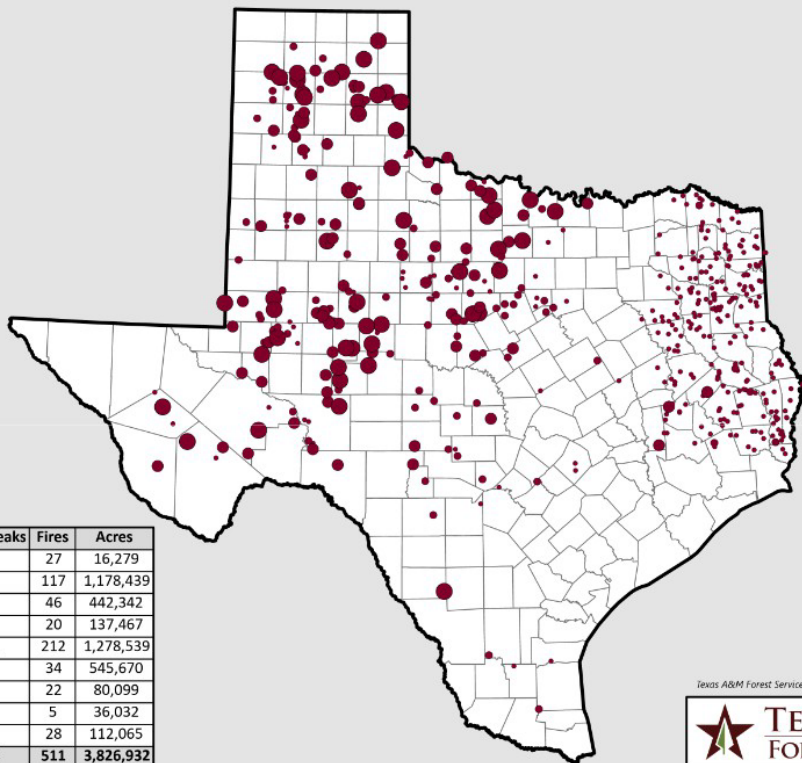 eaks Fires Acres
27 16,279
117 1,178,439
46 442,342
20 137,467
212 1,278,539
34 545,670
22 80,099
5 36,032
28 112,065
511 3,826,932
Texas A&M Forest Service
TE
FO